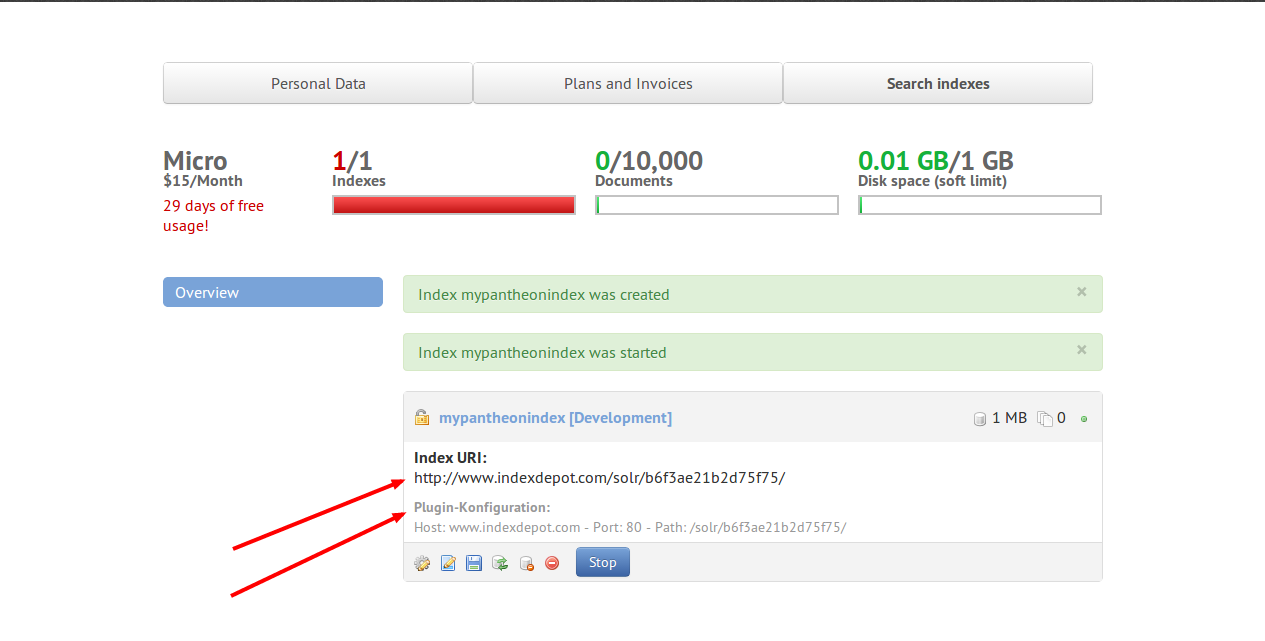 Personal Data
Plans and Invoices
Search indexes
Micro
$15/Month
29 days of free
usage!
1/1
Indexes
0/10,000
Documents
0.01 GB/1 GB
Disk space (soft limit)
Overview
Index mypantheonindex was created ×
Index mypantheonindex was started ×
mypantheonindex [Development] 1 MB 0
Index URI:
http://www.indexdepot.com/solr/b6f3ae21b2d75f75/
Plugin-Konfiguration:
Host: www.indexdepot.com - Port: 80 - Path: /solr/b6f3ae21b2d75f75/
Stop